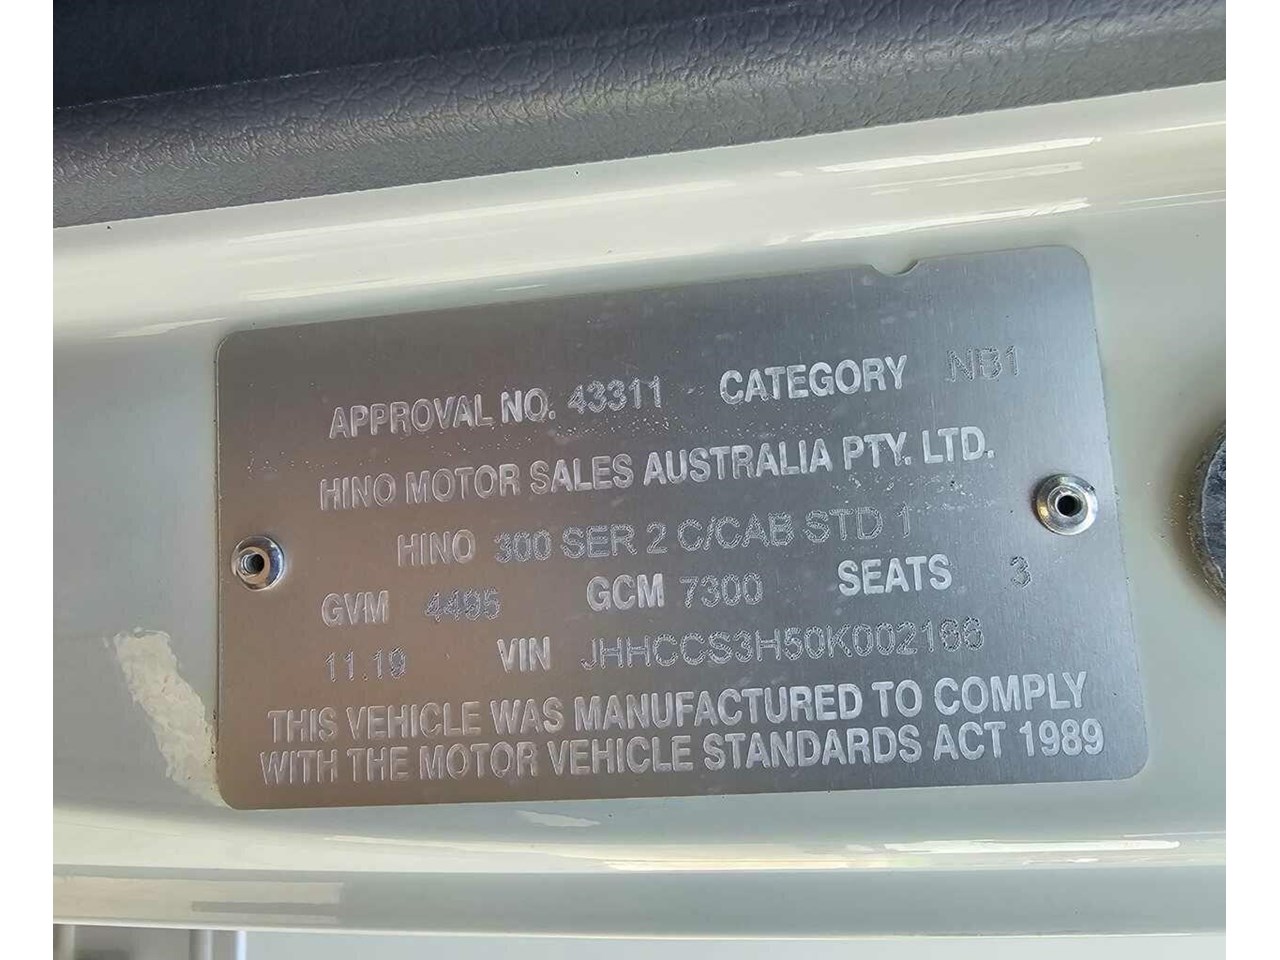 APPROVAL NO. 43311 CATEGORY NB1
HINO MOTOR SALES AUSTRALIA PTY. LTD.
HINO 300 SER 2 C/CAB STD 1
GVM 4495 GCM 7300 SEATS 3
11.19 VIN JHHCCS3H50K002166
THIS VEHICLE WAS MANUFACTURED TO COMPLY
WITH THE MOTOR VEHICLE STANDARDS ACT 1989